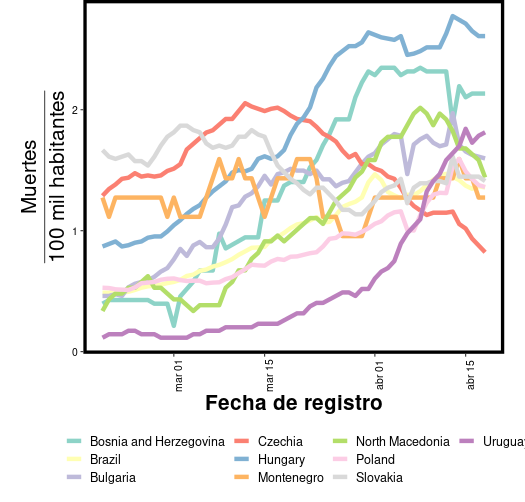 Muertes
100 mil habitantes
2
1
0
mar 01
mar 15
abr 01
abr 15
Fecha de registro
Bosnia and Herzegovina Czechia North Macedonia Uruguay
Brazil Hungary Poland
Bulgaria Montenegro Slovakia